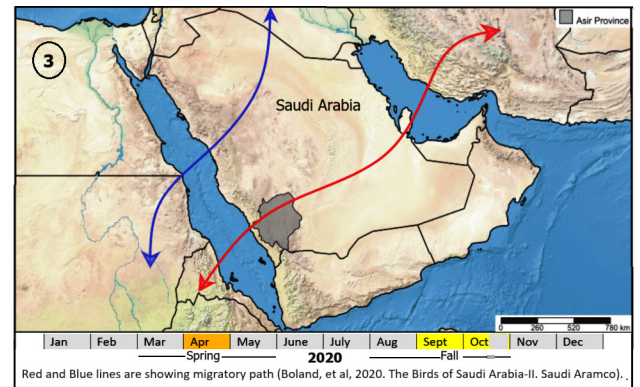 Asir Province
3
Saudi Arabia
0 260 520 780 km
Jan Feb Mar Apr May June July Aug Sept Oct Nov Dec
Spring 2020 Fall
Red and Blue lines are showing migratory path (Boland, et al, 2020. The Birds of Saudi Arabia-II. Saudi Aramco).